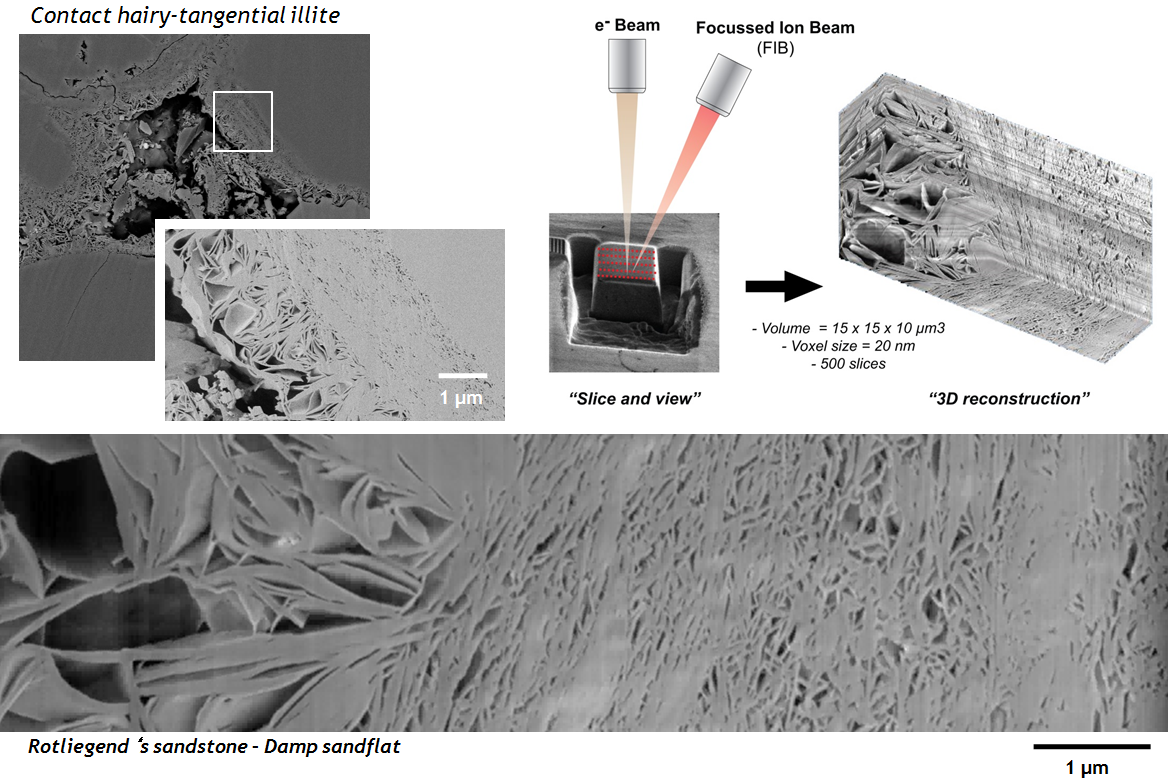 Contact hairy-tangential illite
e- Beam
Focussed Ion Beam
(FIB)
1 µm
- Volume = 15 x 15 x 10 µm3
- Voxel size = 20 nm
- 500 slices
“Slice and view”
“3D reconstruction”
Rotliegend ‘s sandstone - Damp sandflat
1 µm